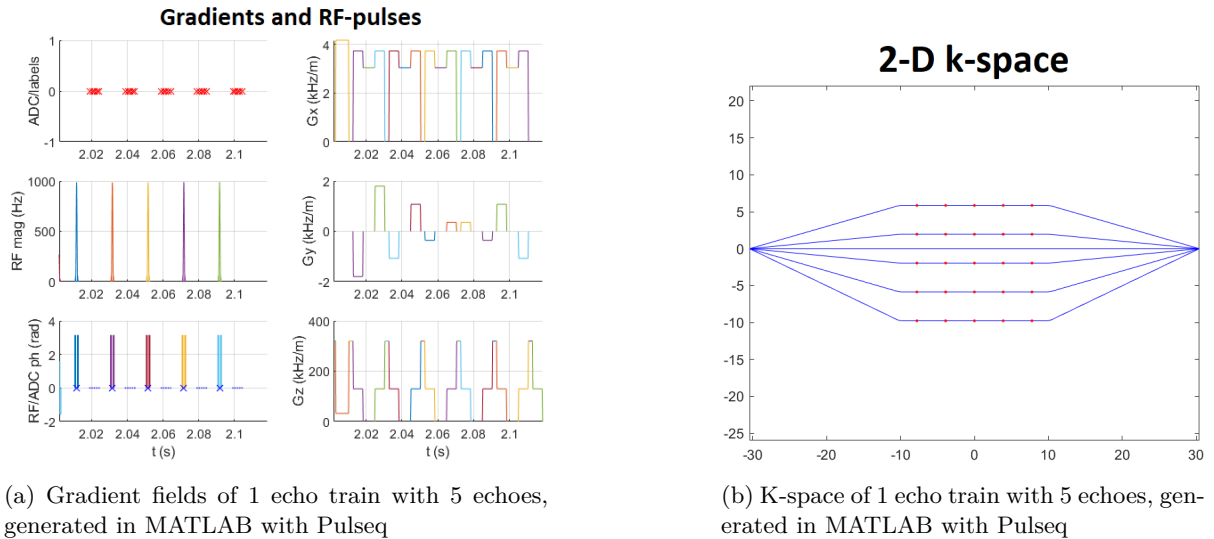 Gradients and RF-pulses
ADC/labels
1
0
-1
2.02 2.04 2.06 2.08 2.1
Gx (kHz/m)
4
2
0
2.02 2.04 2.06 2.08 2.1
RF mag (Hz)
1000
500
0
2.02 2.04 2.06 2.08 2.1
Gy (kHz/m)
2
0
-2
2.02 2.04 2.06 2.08 2.1
RF/ADC ph (rad)
4
2
0
-2
2.02 2.04 2.06 2.08 2.1
t (s)
Gz (kHz/m)
400
200
0
2.02 2.04 2.06 2.08 2.1
t (s)
(a) Gradient fields of 1 echo train with 5 echoes,
generated in MATLAB with Pulseq
2-D k-space
20
15
10
5
0
-5
-10
-15
-20
-25
-30 -20 -10 0 10 20 30
(b) K-space of 1 echo train with 5 echoes, gen-
erated in MATLAB with Pulseq